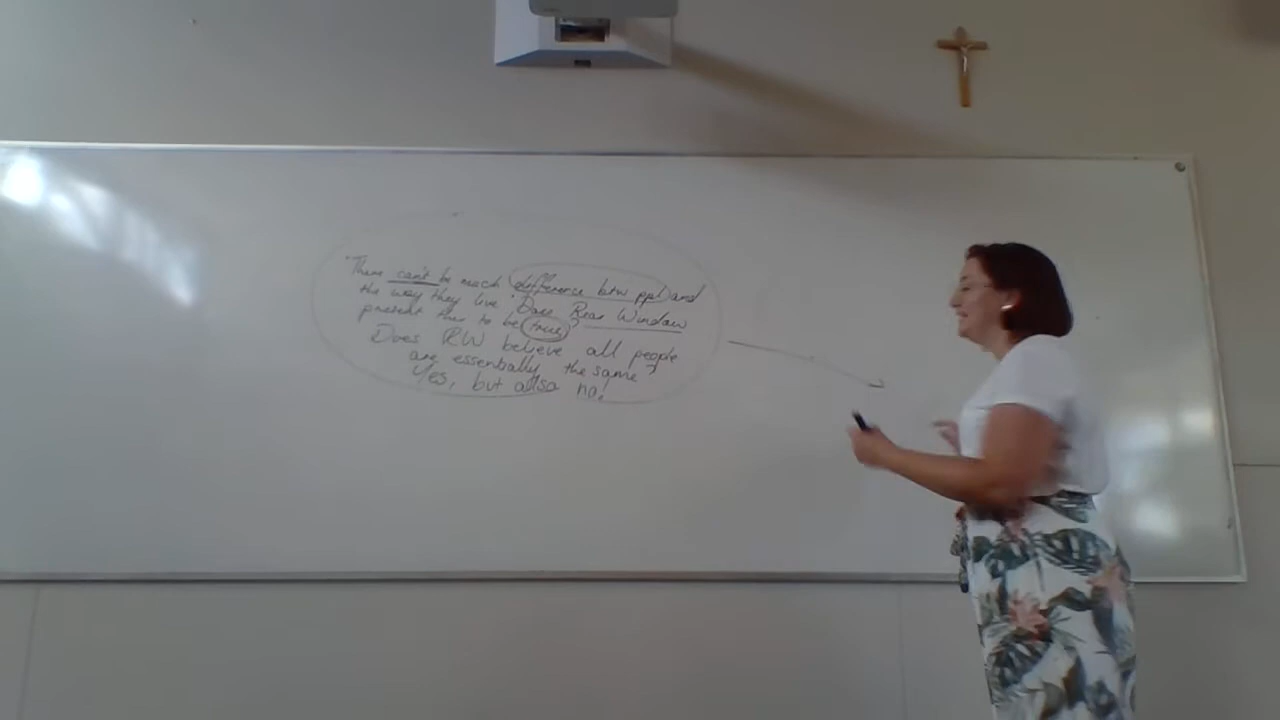 "There can't be much difference btw ppl and
the way they live". Does Rear Window
present this to be true?
Does RW believe all people
are essentially the same?
Yes, but also no!